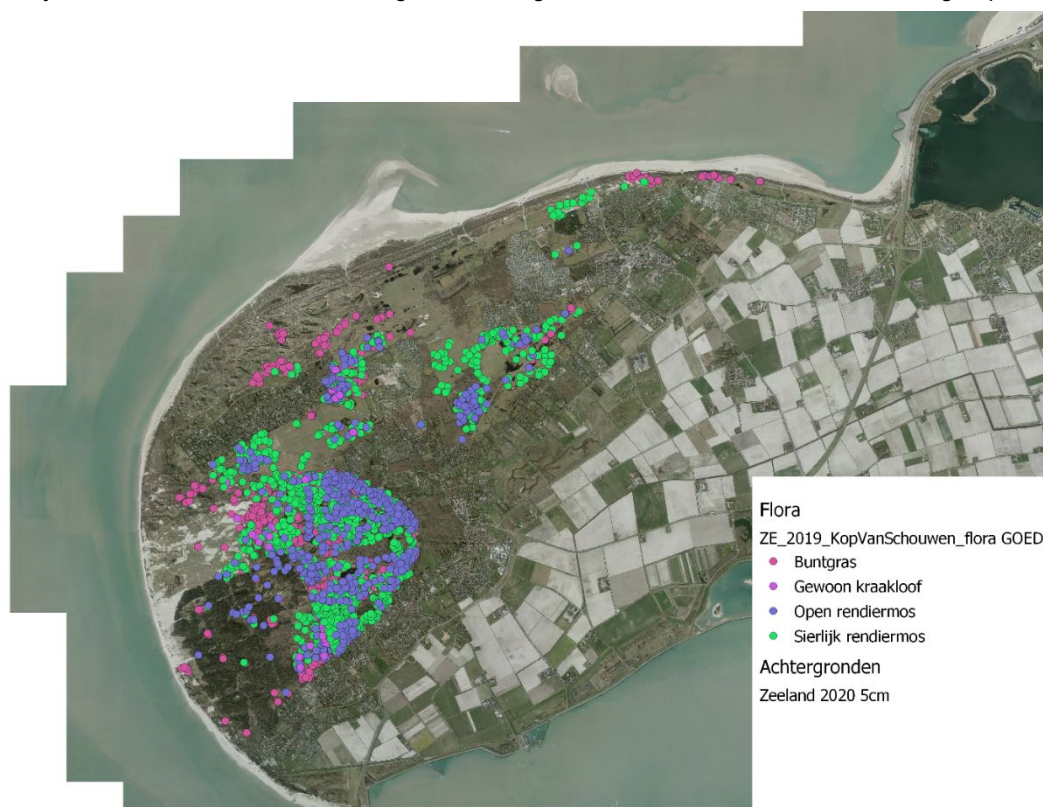 Flora
ZE_2019_KopVanSchouwen_flora GOED
Buntgras
Gewoon kraakloof
Open rendiermos
Sierlijk rendiermos
Achtergronden
Zeeland 2020 5cm